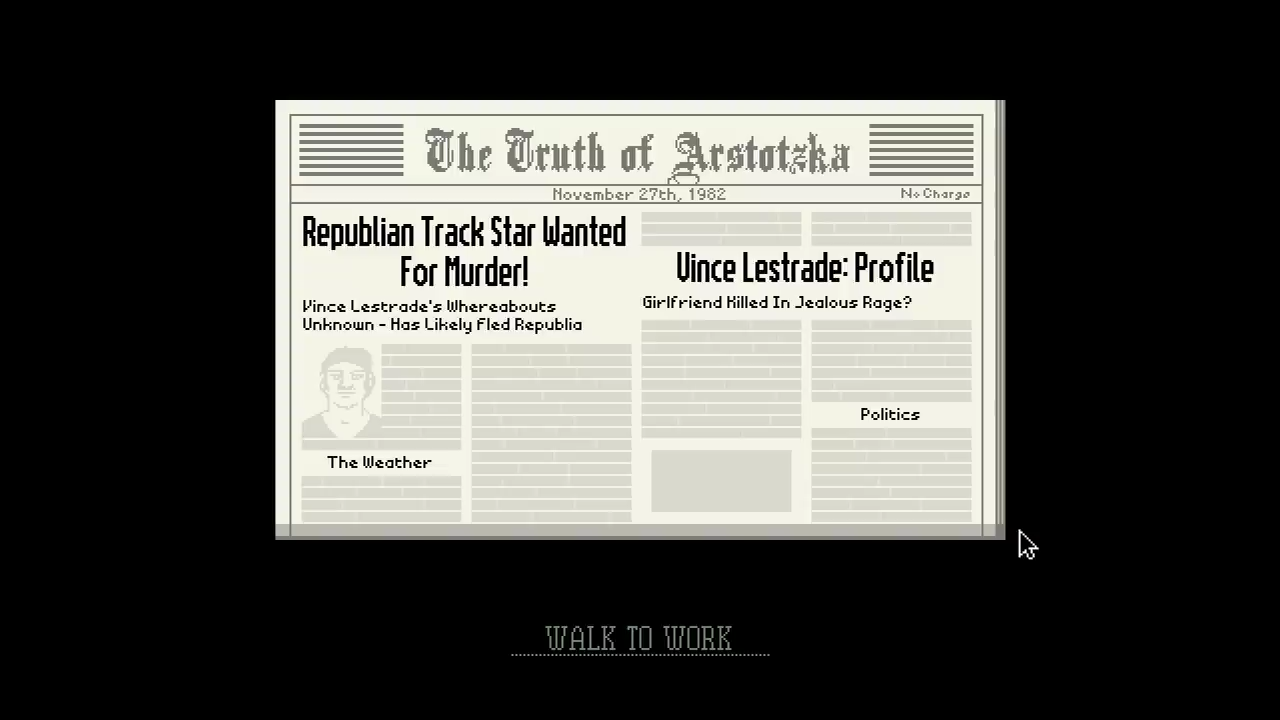 The Truth of Arstotzka
November 27th, 1982
No Charge
Republian Track Star Wanted
For Murder!
Vince Lestrade's Whereabouts
Unknown - Has Likely Fled Republia
The Weather
Vince Lestrade: Profile
Girlfriend Killed In Jealous Rage?
Politics
WALK TO WORK